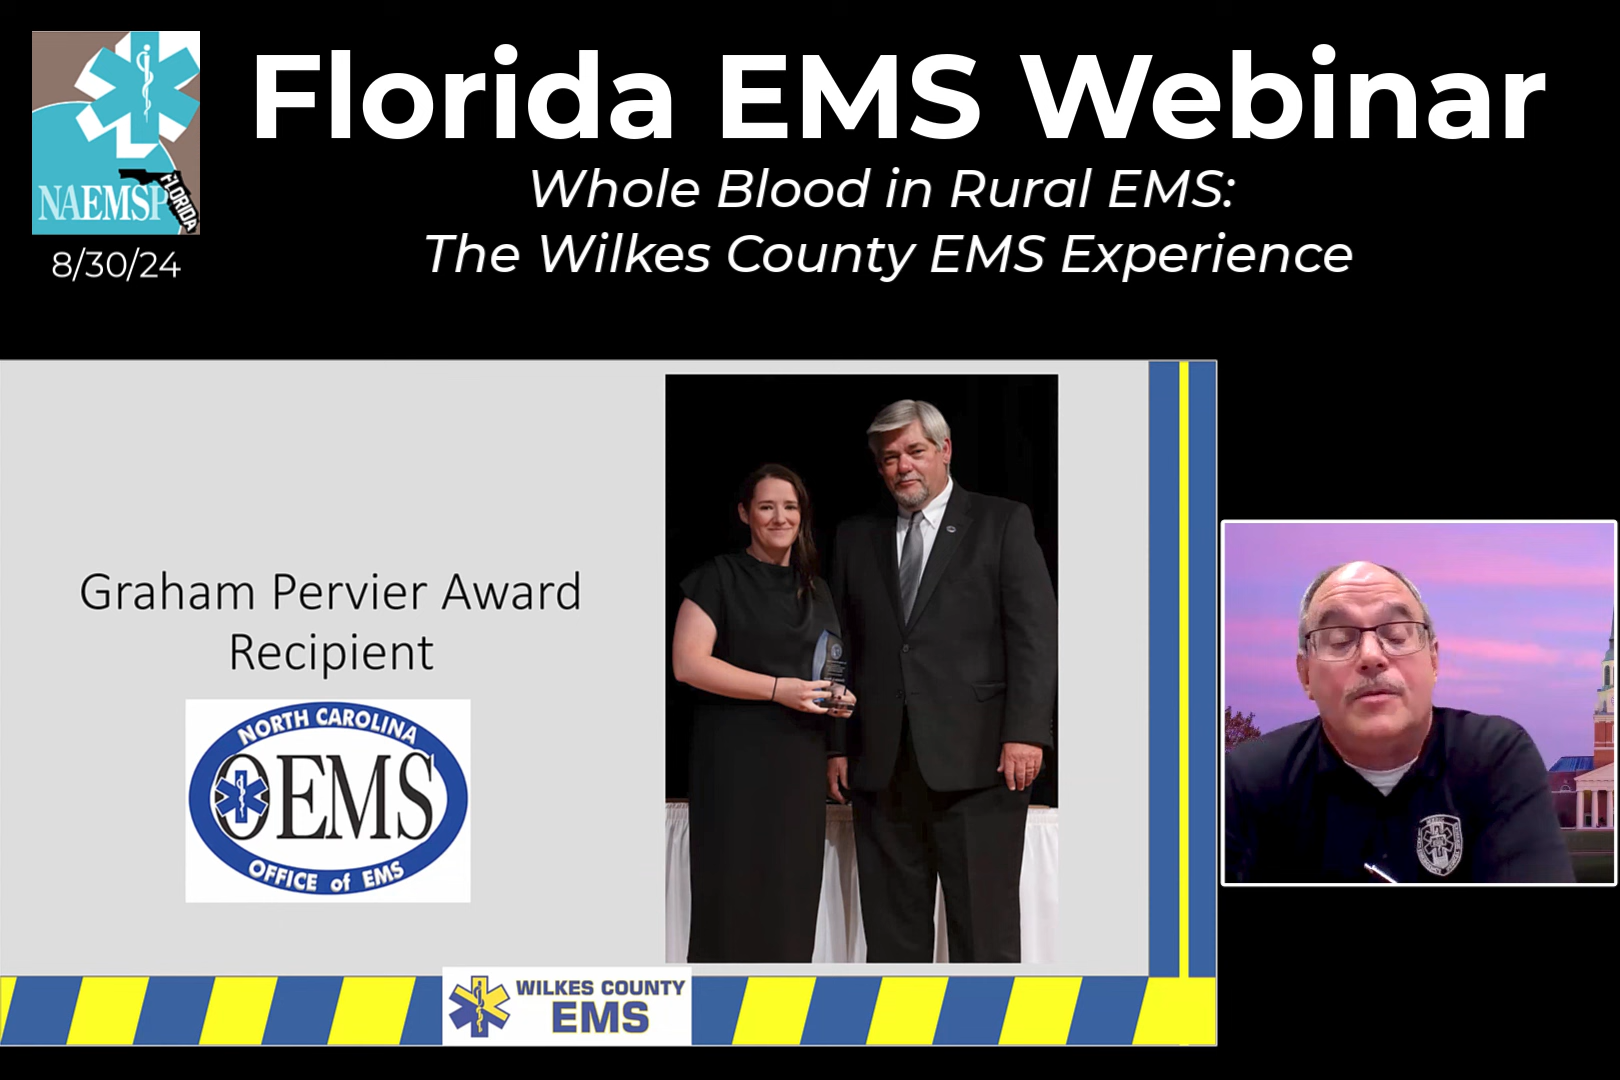 Florida EMS Webinar
Whole Blood in Rural EMS:
The Wilkes County EMS Experience
NAEMSP
FLORIDA
8/30/24
Graham Pervier Award
Recipient
NORTH CAROLINA
OEMS
OFFICE of EMS
WILKES COUNTY
EMS